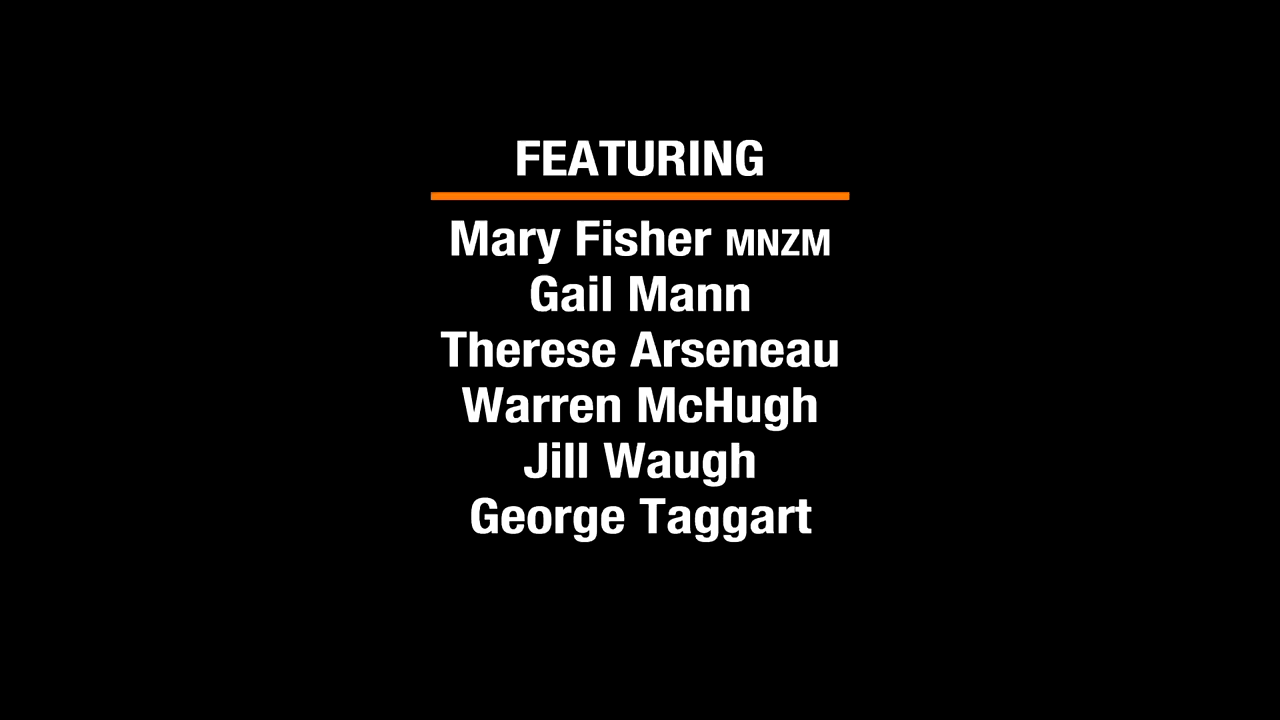 FEATURING
Mary Fisher MNZM
Gail Mann
Therese Arseneau
Warren McHugh
Jill Waugh
George Taggart